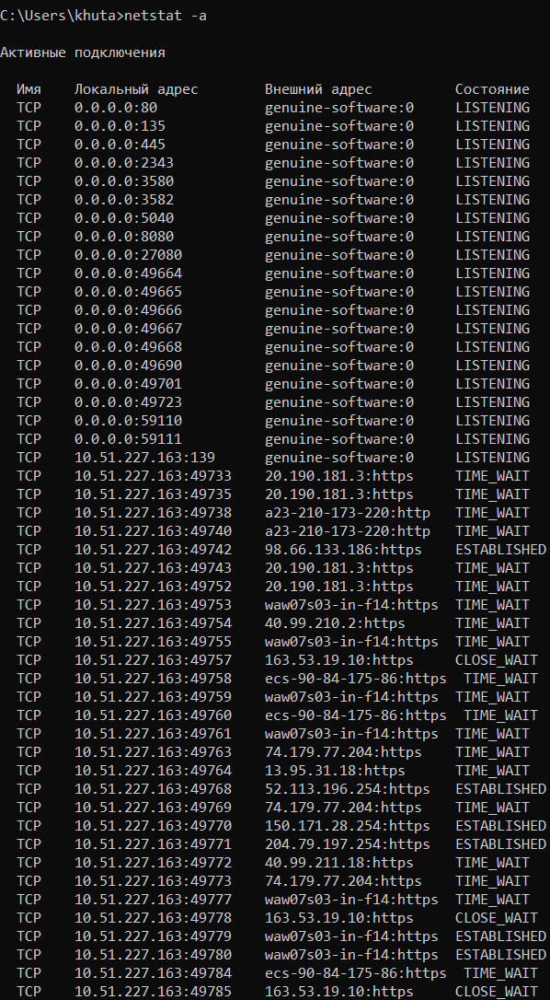 C:\Users\khuta>netstat -a
Активные подключения
Имя Локальный адрес Внешний адрес Состояние
TCP 0.0.0.0:80 genuine-software:0 LISTENING
TCP 0.0.0.0:135 genuine-software:0 LISTENING
TCP 0.0.0.0:445 genuine-software:0 LISTENING
TCP 0.0.0.0:2343 genuine-software:0 LISTENING
TCP 0.0.0.0:3580 genuine-software:0 LISTENING
TCP 0.0.0.0:3582 genuine-software:0 LISTENING
TCP 0.0.0.0:5040 genuine-software:0 LISTENING
TCP 0.0.0.0:8080 genuine-software:0 LISTENING
TCP 0.0.0.0:27080 genuine-software:0 LISTENING
TCP 0.0.0.0:49664 genuine-software:0 LISTENING
TCP 0.0.0.0:49665 genuine-software:0 LISTENING
TCP 0.0.0.0:49666 genuine-software:0 LISTENING
TCP 0.0.0.0:49667 genuine-software:0 LISTENING
TCP 0.0.0.0:49668 genuine-software:0 LISTENING
TCP 0.0.0.0:49690 genuine-software:0 LISTENING
TCP 0.0.0.0:49701 genuine-software:0 LISTENING
TCP 0.0.0.0:49723 genuine-software:0 LISTENING
TCP 0.0.0.0:59110 genuine-software:0 LISTENING
TCP 0.0.0.0:59111 genuine-software:0 LISTENING
TCP 10.51.227.163:139 genuine-software:0 LISTENING
TCP 10.51.227.163:49733 20.190.181.3:https TIME_WAIT
TCP 10.51.227.163:49735 20.190.181.3:https TIME_WAIT
TCP 10.51.227.163:49738 a23-210-173-220:http TIME_WAIT
TCP 10.51.227.163:49740 a23-210-173-220:http TIME_WAIT
TCP 10.51.227.163:49742 98.66.133.186:https ESTABLISHED
TCP 10.51.227.163:49743 20.190.181.3:https TIME_WAIT
TCP 10.51.227.163:49752 20.190.181.3:https TIME_WAIT
TCP 10.51.227.163:49753 waw07s03-in-f14:https TIME_WAIT
TCP 10.51.227.163:49754 40.99.210.2:https TIME_WAIT
TCP 10.51.227.163:49755 waw07s03-in-f14:https TIME_WAIT
TCP 10.51.227.163:49757 163.53.19.10:https CLOSE_WAIT
TCP 10.51.227.163:49758 ecs-90-84-175-86:https TIME_WAIT
TCP 10.51.227.163:49759 waw07s03-in-f14:https TIME_WAIT
TCP 10.51.227.163:49760 ecs-90-84-175-86:https TIME_WAIT
TCP 10.51.227.163:49761 waw07s03-in-f14:https TIME_WAIT
TCP 10.51.227.163:49763 74.179.77.204:https TIME_WAIT
TCP 10.51.227.163:49764 13.95.31.18:https TIME_WAIT
TCP 10.51.227.163:49768 52.113.196.254:https ESTABLISHED
TCP 10.51.227.163:49769 74.179.77.204:https TIME_WAIT
TCP 10.51.227.163:49770 150.171.28.254:https ESTABLISHED
TCP 10.51.227.163:49771 204.79.197.254:https ESTABLISHED
TCP 10.51.227.163:49772 40.99.211.18:https TIME_WAIT
TCP 10.51.227.163:49773 74.179.77.204:https TIME_WAIT
TCP 10.51.227.163:49777 waw07s03-in-f14:https TIME_WAIT
TCP 10.51.227.163:49778 163.53.19.10:https CLOSE_WAIT
TCP 10.51.227.163:49779 waw07s03-in-f14:https ESTABLISHED
TCP 10.51.227.163:49780 waw07s03-in-f14:https ESTABLISHED
TCP 10.51.227.163:49784 ecs-90-84-175-86:https TIME_WAIT
TCP 10.51.227.163:49785 163.53.19.10:https CLOSE_WAIT